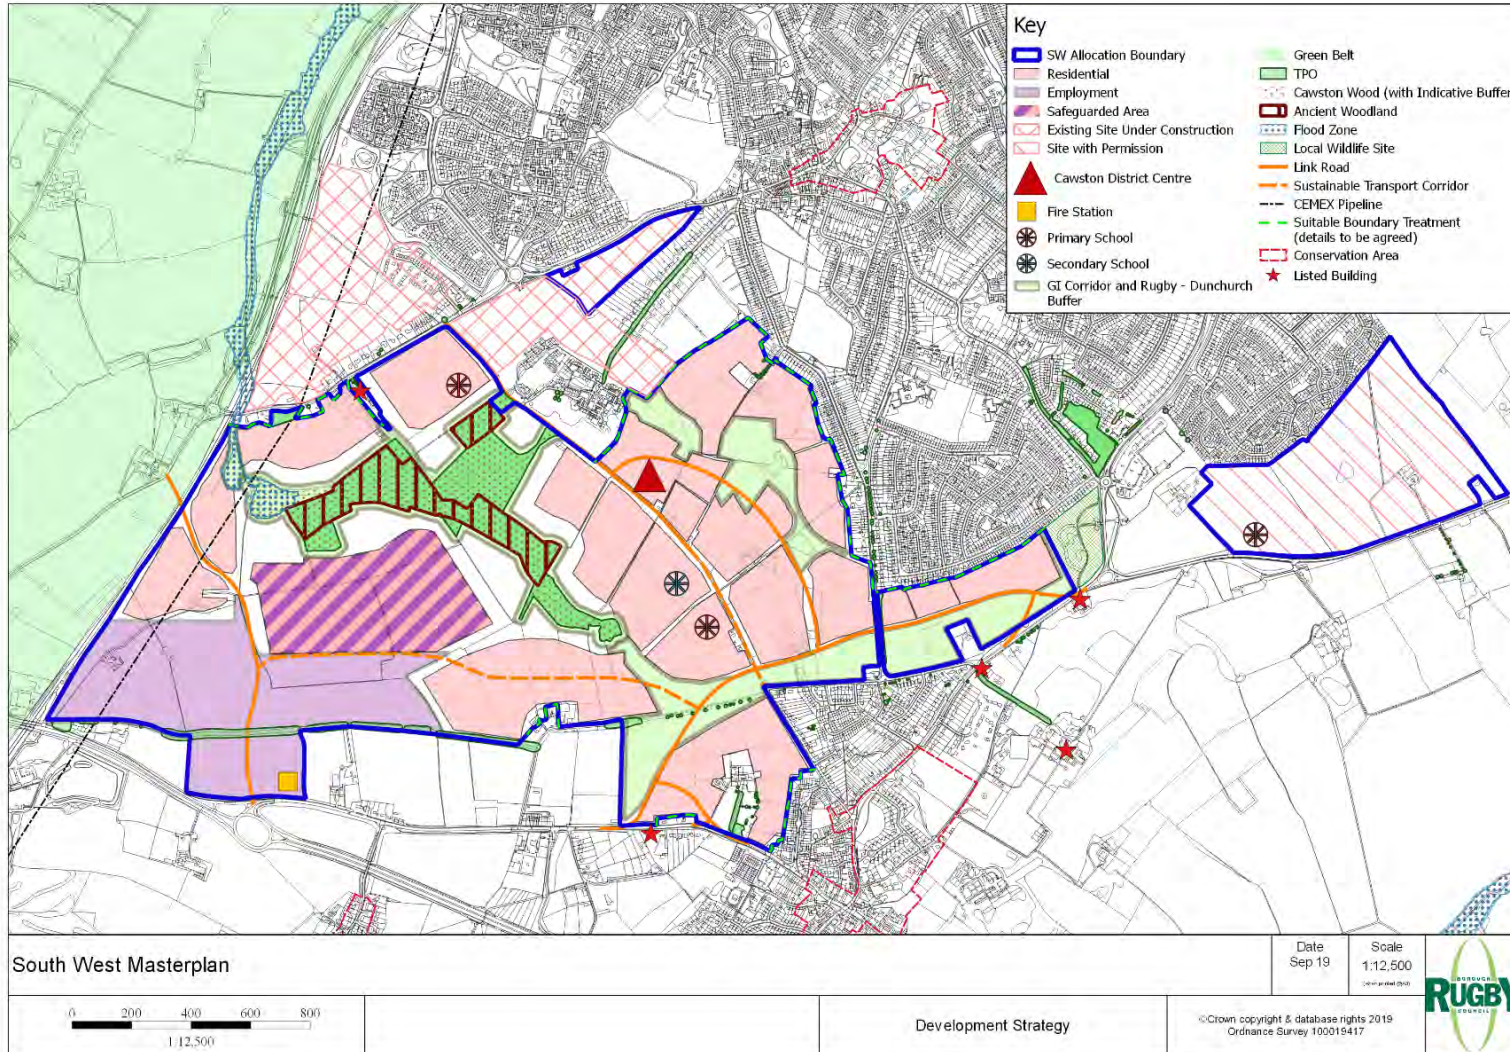 Key
SW Allocation Boundary
Residential
Employment
Safeguarded Area
Existing Site Under Construction
Site with Permission
Cawston District Centre
Fire Station
Primary School
Secondary School
GI Corridor and Rugby - Dunchurch
Buffer
Green Belt
TPO
Cawston Wood (with Indicative Buffer
Ancient Woodland
Flood Zone
Local Wildlife Site
Link Road
Sustainable Transport Corridor
CEMEX Pipeline
Suitable Boundary Treatment
(details to be agreed)
Conservation Area
Listed Building
South West Masterplan
Date
Sep 19
Scale
1:12,500
0 200 400 600 800
1:12,500
Development Strategy
©Crown copyright & database rights 2019
Ordnance Survey 100019417
BOROUGH
RUGBY
COUNCIL